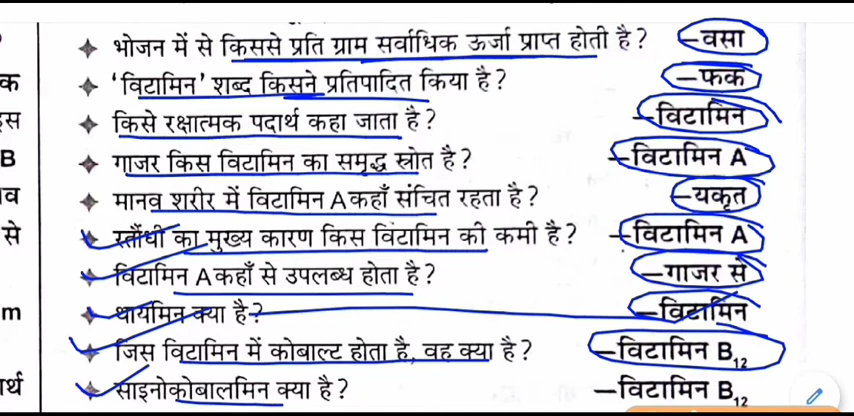 भोजन में से किससे प्रति ग्राम सर्वाधिक ऊर्जा प्राप्त होती है? –वसा
क ‘विटामिन’ शब्द किसने प्रतिपादित किया है? –फंक
किसे रक्षात्मक पदार्थ कहा जाता है? –विटामिन
B गाजर किस विटामिन का समृद्ध स्रोत है? –विटामिन A
व मानव शरीर में विटामिन A कहाँ संचित रहता है? –यकृत
से रतौंधी का मुख्य कारण किस विटामिन की कमी है? –विटामिन A
विटामिन A कहाँ से उपलब्ध होता है? –गाजर से
m थायमिन क्या है? –विटामिन
जिस विटामिन में कोबाल्ट होता है, वह क्या है? –विटामिन B₁₂
र्थ साइनोकोबालमिन क्या है? –विटामिन B₁₂